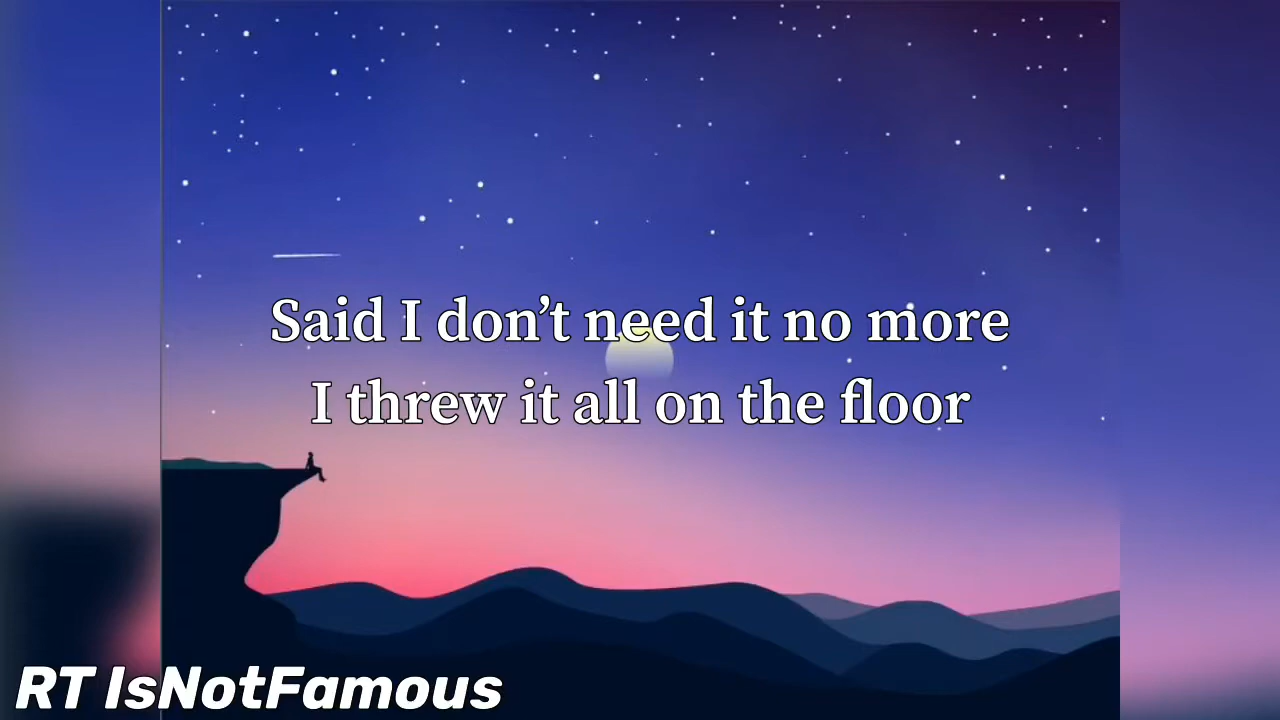 Said I don’t need it no more
I threw it all on the floor
RT IsNotFamous